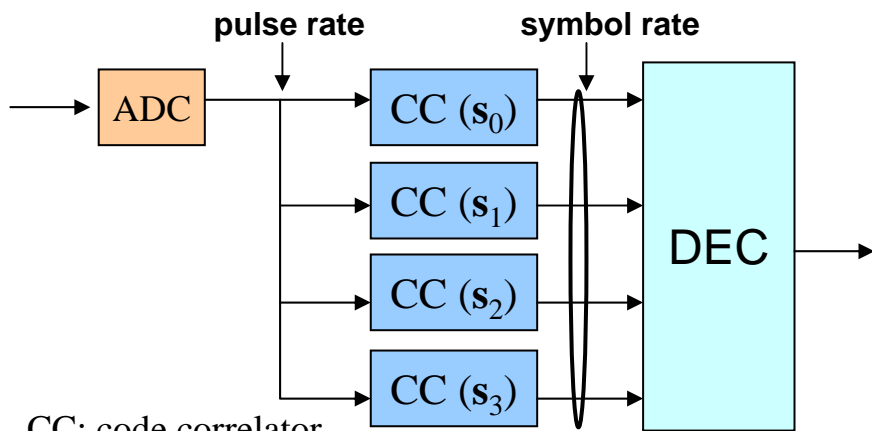 pulse rate
symbol rate
ADC
CC (s₀)
CC (s₁)
CC (s₂)
CC (s₃)
DEC
CC: code correlator